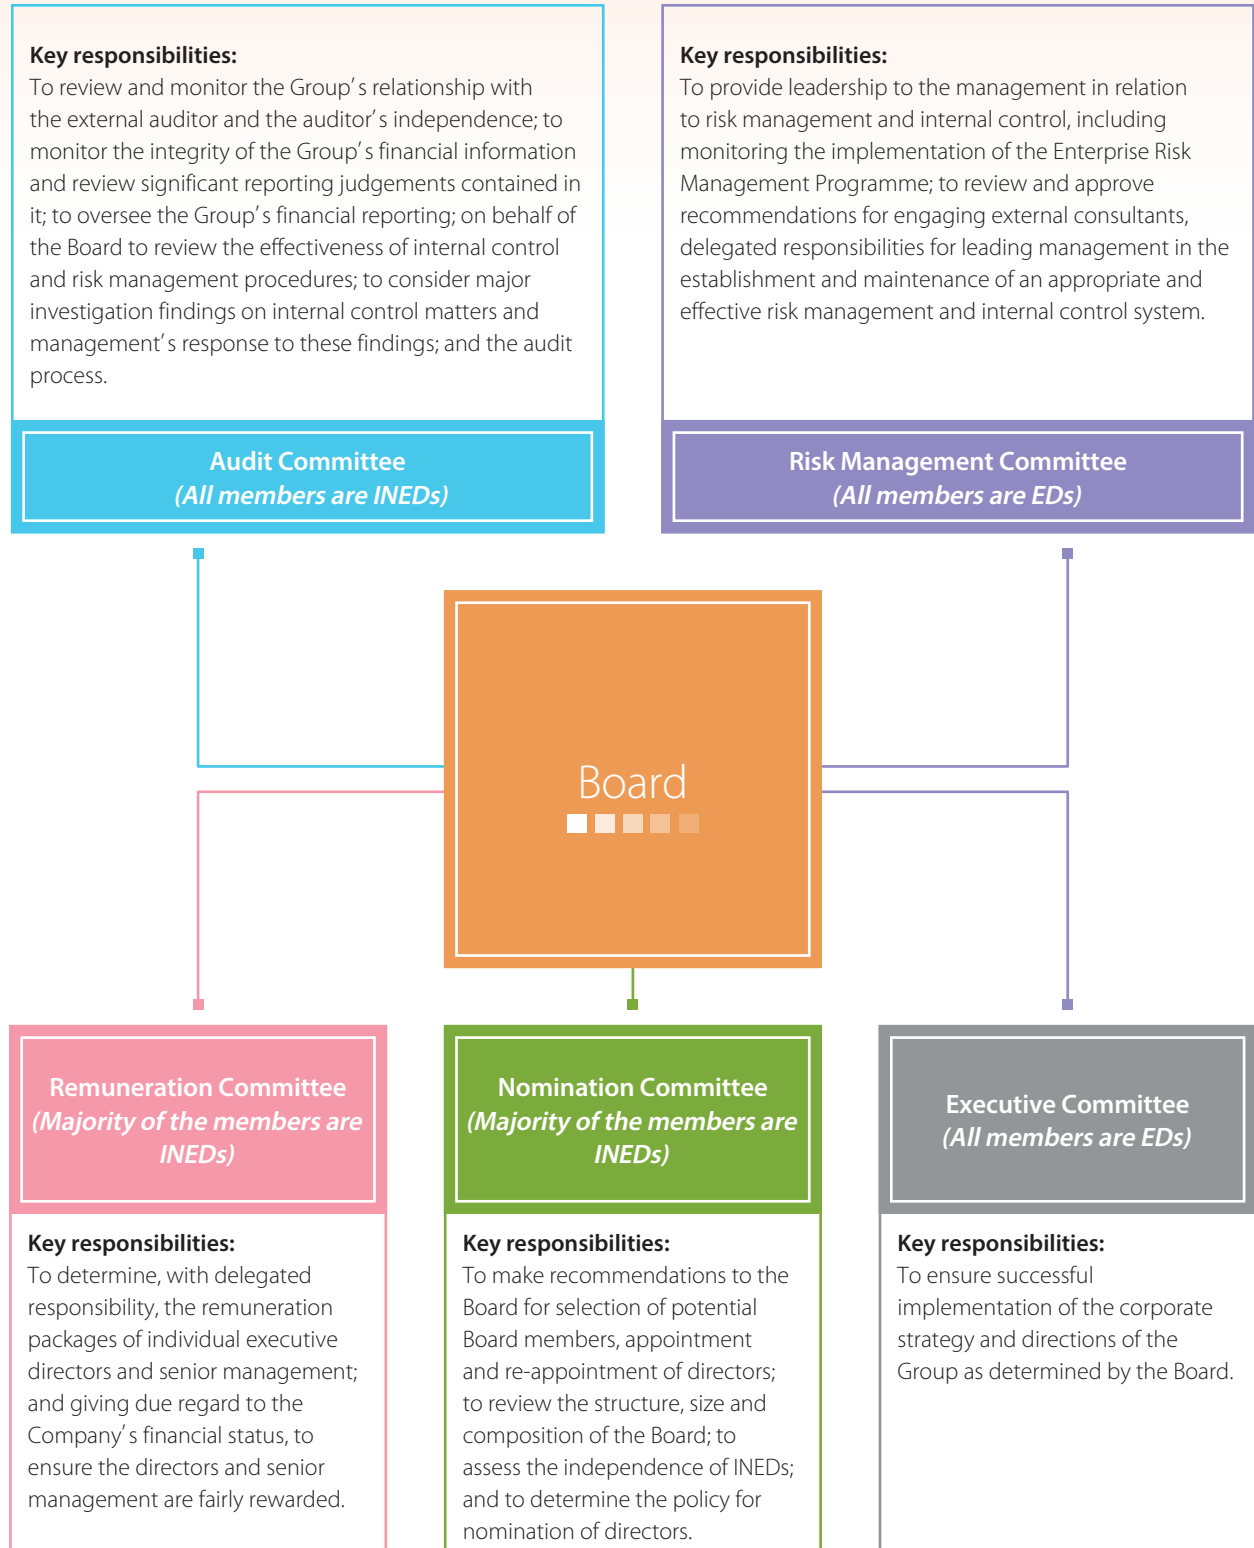 Key responsibilities:
To review and monitor the Group's relationship with
the external auditor and the auditor's independence; to
monitor the integrity of the Group's financial information
and review significant reporting judgements contained in
it; to oversee the Group's financial reporting; on behalf of
the Board to review the effectiveness of internal control
and risk management procedures; to consider major
investigation findings on internal control matters and
management's response to these findings; and the audit
process.
Audit Committee
(All members are INEDs)
Key responsibilities:
To provide leadership to the management in relation
to risk management and internal control, including
monitoring the implementation of the Enterprise Risk
Management Programme; to review and approve
recommendations for engaging external consultants,
delegated responsibilities for leading management in the
establishment and maintenance of an appropriate and
effective risk management and internal control system.
Risk Management Committee
(All members are EDs)
Board
Remuneration Committee
(Majority of the members are
INEDs)
Key responsibilities:
To determine, with delegated
responsibility, the remuneration
packages of individual executive
directors and senior management;
and giving due regard to the
Company's financial status, to
ensure the directors and senior
management are fairly rewarded.
Nomination Committee
(Majority of the members are
INEDs)
Key responsibilities:
To make recommendations to the
Board for selection of potential
Board members, appointment
and re-appointment of directors;
to review the structure, size and
composition of the Board; to
assess the independence of INEDs;
and to determine the policy for
nomination of directors.
Executive Committee
(All members are EDs)
Key responsibilities:
To ensure successful
implementation of the corporate
strategy and directions of the
Group as determined by the Board.